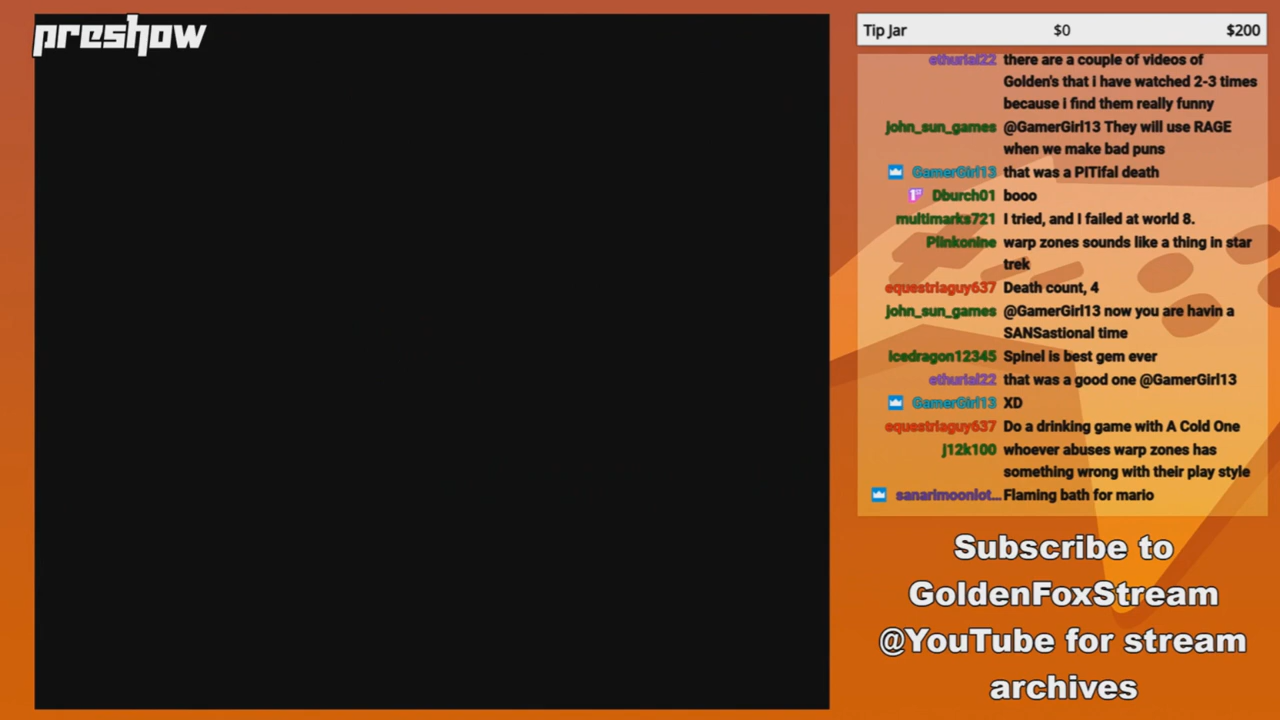 preshow
Tip Jar $0 $200
ethurial22 there are a couple of videos of
Golden's that i have watched 2-3 times
because i find them really funny
john_sun_games @GamerGirl13 They will use RAGE
when we make bad puns
GamerGirl13 that was a PITifal death
Dburch01 booo
multimarks721 I tried, and I failed at world 8.
Plinkonine warp zones sounds like a thing in star
trek
equestriaguy637 Death count, 4
john_sun_games @GamerGirl13 now you are havin a
SANSastional time
Icedragon12345 Spinel is best gem ever
ethurial22 that was a good one @GamerGirl13
GamerGirl13 XD
equestriaguy637 Do a drinking game with A Cold One
j12k100 whoever abuses warp zones has
something wrong with their play style
sanarimoonlot... Flaming bath for mario
Subscribe to
GoldenFoxStream
@YouTube for stream
archives